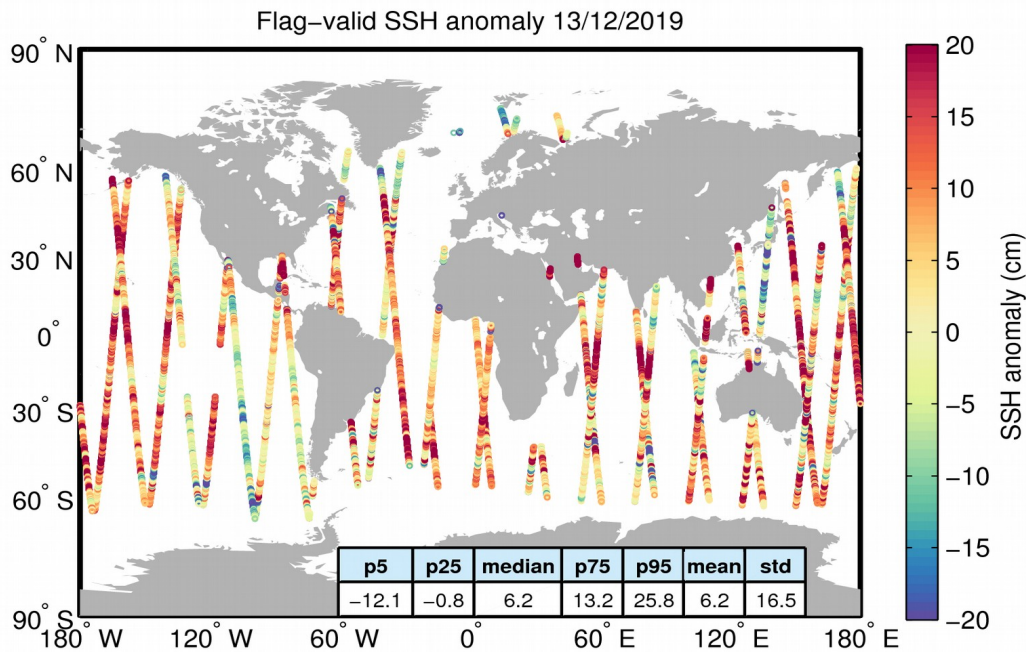 Flag−valid SSH anomaly 13/12/2019
90° N
60° N
30° N
0°
30° S
60° S
90° S
180° W
120° W
60° W
0°
60° E
120° E
180° E
p5 p25 median p75 p95 mean std
−12.1 −0.8 6.2 13.2 25.8 6.2 16.5
20
15
10
5
0
−5
−10
−15
−20
SSH anomaly (cm)